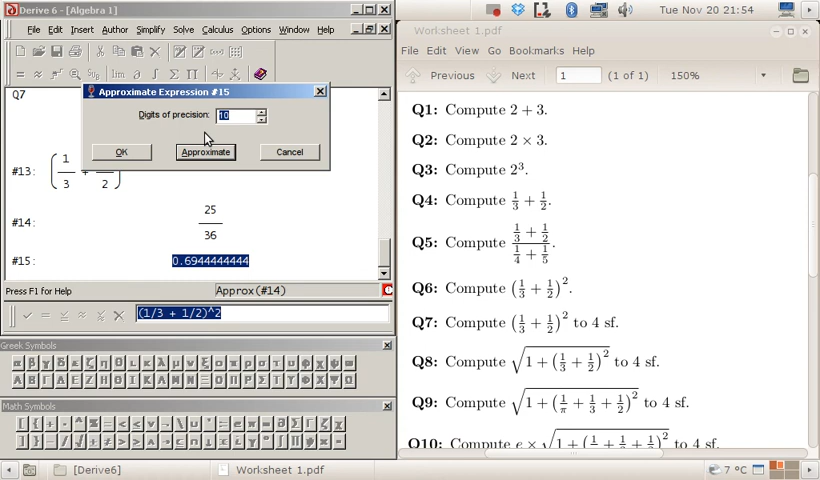 Derive 6 - [Algebra 1]
File Edit Insert Author Simplify Solve Calculus Options Window Help
lim ∂ ∫ Σ Π
Q7
Approximate Expression #15
Digits of precision: 10
OK Approximate Cancel
#13: (1/3 + 2)
#14: 25/36
#15: 0.6944444444
Press F1 for Help Approx(#14)
(1/3 + 1/2)^2
Greek Symbols
α β γ δ ε ζ η θ ι κ λ μ ν ξ ο π ρ σ τ υ φ χ ψ ω
Α Β Γ Δ Ε Ζ Η Θ Ι Κ Λ Μ Ν Ξ Ο Π Ρ Σ Τ Υ Φ Χ Ψ Ω
Math Symbols
Tue Nov 20 21:54
Worksheet 1.pdf
File Edit View Go Bookmarks Help
Previous Next 1 (1 of 1) 150%
Q1: Compute 2 + 3.
Q2: Compute 2 × 3.
Q3: Compute 2³.
Q4: Compute 1/3 + 1/2.
Q5: Compute (1/3 + 1/2)/(1/4 + 1/5).
Q6: Compute (1/3 + 1/2)².
Q7: Compute (1/3 + 1/2)² to 4 sf.
Q8: Compute √(1 + (1/3 + 1/2)²) to 4 sf.
Q9: Compute √(1 + (1/π + 1/3 + 1/2)²) to 4 sf.
Q10: Compute e × √(1 + (1/ + 1/3 + 1/2)²) to 4 sf.
[Derive6] Worksheet 1.pdf 7 °C